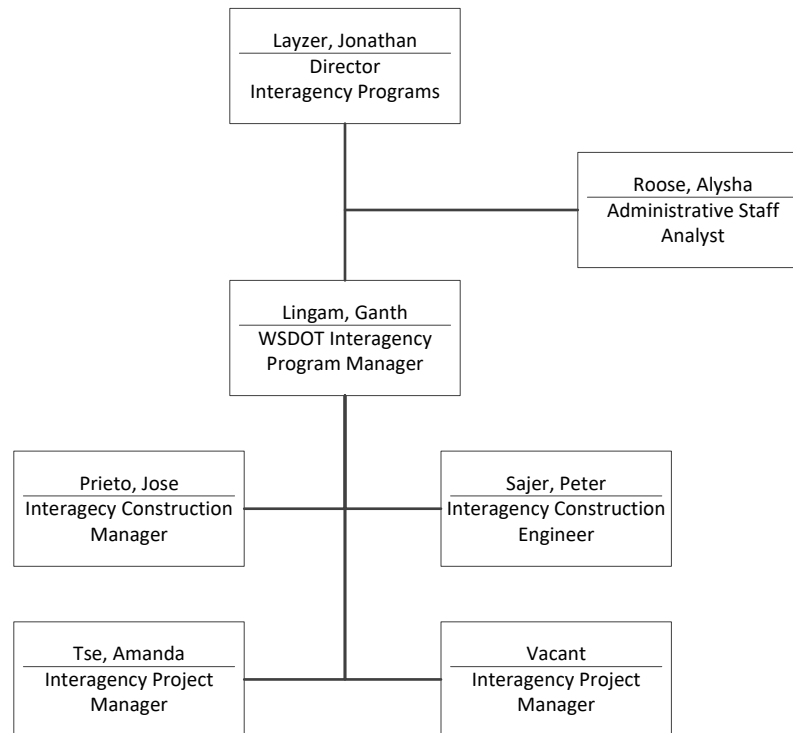 Layzer, Jonathan
Director
Interagency Programs
Roose, Alysha
Administrative Staff
Analyst
Lingam, Ganth
WSDOT Interagency
Program Manager
Prieto, Jose
Interagecy Construction
Manager
Sajer, Peter
Interagency Construction
Engineer
Tse, Amanda
Interagency Project
Manager
Vacant
Interagency Project
Manager